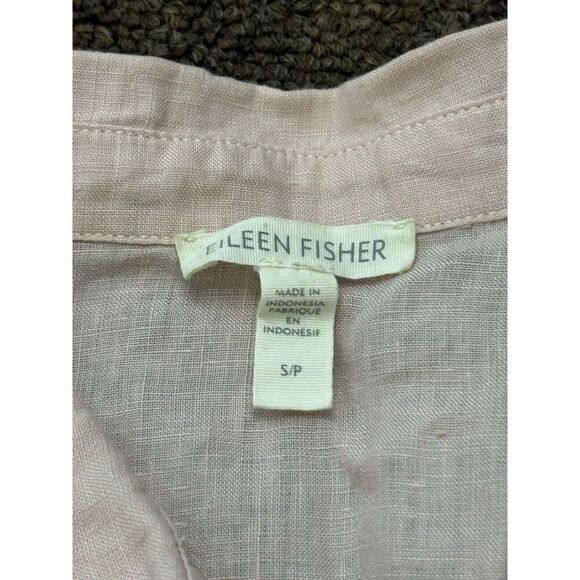 EILEEN FISHER
MADE IN
INDONESIA
FABRIQUÉ
EN
INDONESIE
S/P